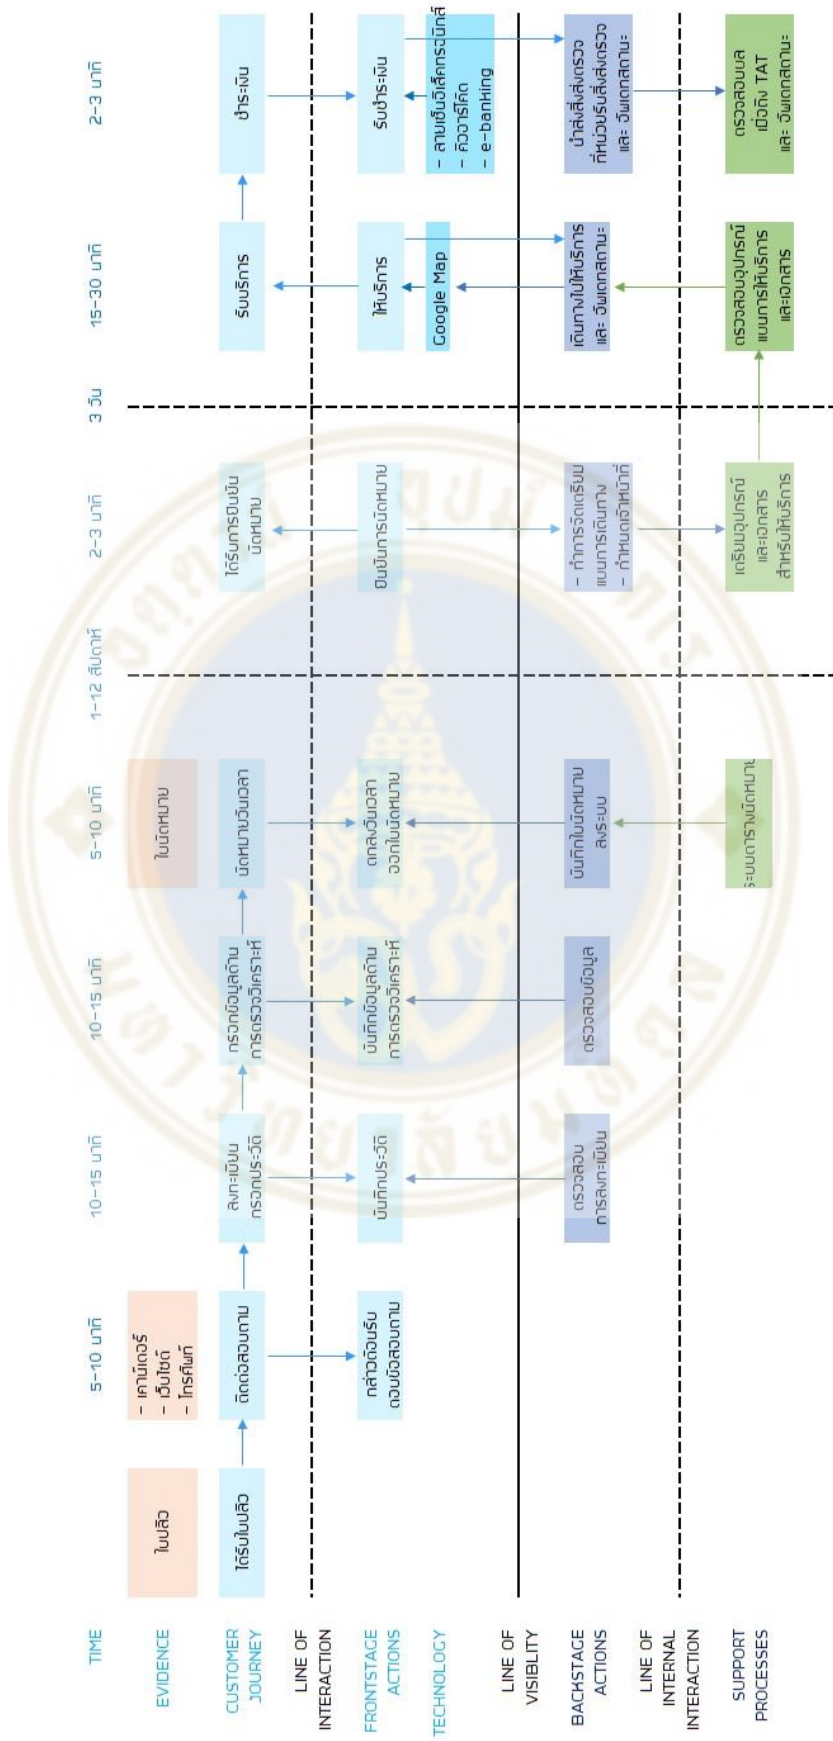 TIME
5-10 นาที
10-15 นาที
10-15 นาที
5-10 นาที
1-12 สัปดาห์
2-3 นาที
3 วัน
15-30 นาที
2-3 นาที
EVIDENCE
ใบปลิว
- เคาน์เตอร์
- เว็บไซต์
- โทรศัพท์
ใบนัดหมาย
CUSTOMER
JOURNEY
ได้รับใบปลิว
ติดต่อสอบถาม
ลงทะเบียน
กรอกประวัติ
กรอกข้อมูลด้าน
การตรวจวิเคราะห์
นัดหมายวันเวลา
ได้รับการยืนยัน
นัดหมาย
รับบริการ
ชำระเงิน
LINE OF
INTERACTION
FRONTSTAGE
ACTIONS
กล่าวต้อนรับ
ตอบข้อสอบถาม
บันทึกประวัติ
บันทึกข้อมูลด้าน
การตรวจวิเคราะห์
ตกลงวันเวลา
ออกใบนัดหมาย
ยืนยันการนัดหมาย
ให้บริการ
รับชำระเงิน
TECHNOLOGY
Google Map
- ลายเซ็นอิเล็คทรอนิกส์
- คิวอาร์โค้ด
- e-banking
LINE OF
VISIBLITY
BACKSTAGE
ACTIONS
ตรวจสอบ
การลงทะเบียน
ตรวจสอบข้อมูล
บันทึกใบนัดหมาย
ลงระบบ
- ทำการจัดเตรียม
แบบการเดินทาง
- กำหนดเจ้าหน้าที่
เดินทางไปให้บริการ
และ อัพเดทสถานะ
นำส่งสิ่งส่งตรวจ
ที่หน่วยรับสิ่งส่งตรวจ
และ อัพเดทสถานะ
LINE OF
INTERNAL
INTERACTION
SUPPORT
PROCESSES
ระบบตารางนัดหมาย
เตรียมอุปกรณ์
และเอกสาร
สำหรับให้บริการ
ตรวจสอบอุปกรณ์
แบบการให้บริการ
และเอกสาร
ตรวจสอบผล
เมื่อถึง TAT
และ อัพเดทสถานะ